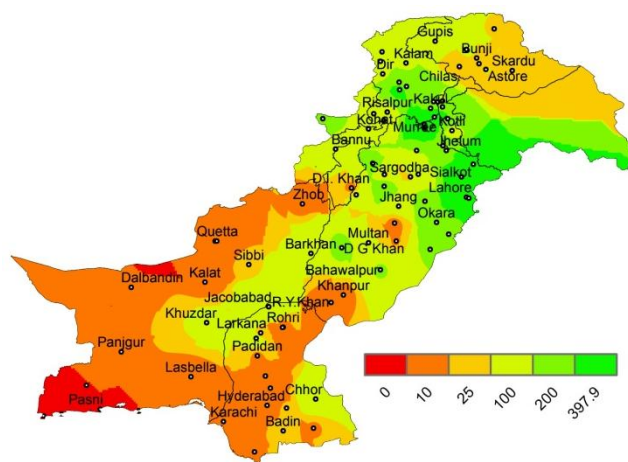 Gupis
Kalam
Bunji
Dir
Skardu
Chilas
Astore
Kakul
Risalpur
Kohat
Murree
Kotli
Bannu
Jhelum
Sargodha
D.I. Khan
Sialkot
Zhob
Lahore
Jhang
Okara
Quetta
Multan
Barkhan
D G Khan
Sibbi
Bahawalpur
Kalat
Dalbandin
Khanpur
Jacobabad
R.Y.Khan
Khuzdar
Larkana
Rohri
Padidan
Panjgur
Lasbella
Pasni
Hyderabad
Chhor
Karachi
Badin
0
10
25
100
200
397.9